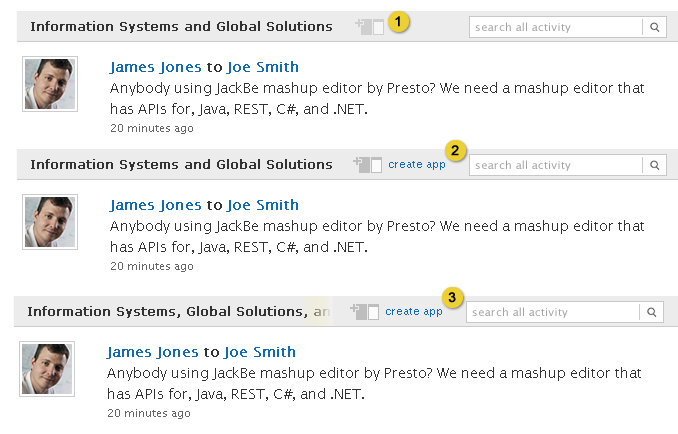 Information Systems and Global Solutions 1 search all activity
James Jones to Joe Smith
Anybody using JackBe mashup editor by Presto? We need a mashup editor that
has APIs for, Java, REST, C#, and .NET.
20 minutes ago
Information Systems and Global Solutions create app 2 search all activity
James Jones to Joe Smith
Anybody using JackBe mashup editor by Presto? We need a mashup editor that
has APIs for, Java, REST, C#, and .NET.
20 minutes ago
Information Systems, Global Solutions, an create app 3 search all activity
James Jones to Joe Smith
Anybody using JackBe mashup editor by Presto? We need a mashup editor that
has APIs for, Java, REST, C#, and .NET.
20 minutes ago